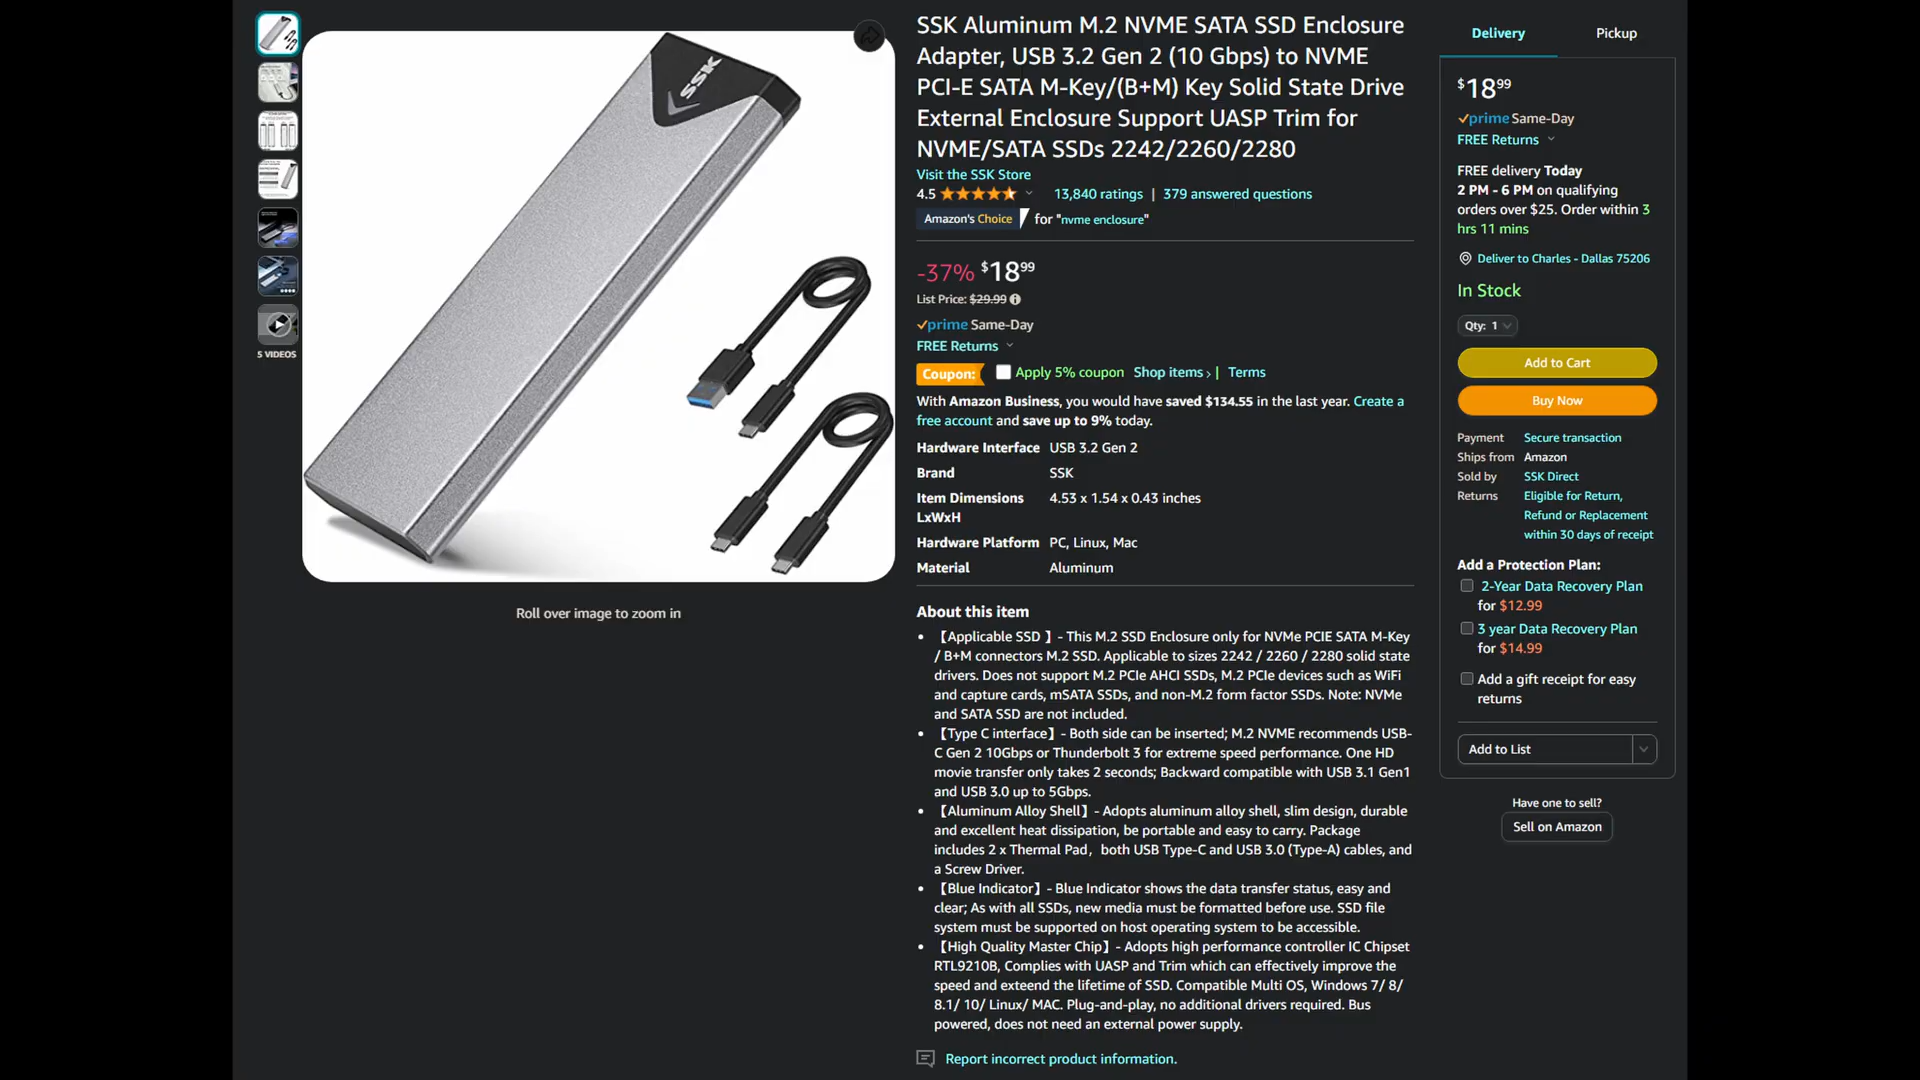 SSK
5 VIDEOS
Roll over image to zoom in
SSK Aluminum M.2 NVME SATA SSD Enclosure
Adapter, USB 3.2 Gen 2 (10 Gbps) to NVME
PCI-E SATA M-Key/(B+M) Key Solid State Drive
External Enclosure Support UASP Trim for
NVME/SATA SSDs 2242/2260/2280
Visit the SSK Store
4.5 13,840 ratings | 379 answered questions
Amazon's Choice for "nvme enclosure"
-37% $18 99
List Price: $29.99
prime Same-Day
FREE Returns
Coupon: Apply 5% coupon Shop items › | Terms
With Amazon Business, you would have saved $134.55 in the last year. Create a
free account and save up to 9% today.
Hardware Interface USB 3.2 Gen 2
Brand SSK
Item Dimensions 4.53 x 1.54 x 0.43 inches
LxWxH
Hardware Platform PC, Linux, Mac
Material Aluminum
About this item
• 【Applicable SSD 】- This M.2 SSD Enclosure only for NVMe PCIE SATA M-Key
/ B+M connectors M.2 SSD. Applicable to sizes 2242 / 2260 / 2280 solid state
drivers. Does not support M.2 PCIe AHCI SSDs, M.2 PCIe devices such as WiFi
and capture cards, mSATA SSDs, and non-M.2 form factor SSDs. Note: NVMe
and SATA SSD are not included.
• 【Type C interface】- Both side can be inserted; M.2 NVME recommends USB-
C Gen 2 10Gbps or Thunderbolt 3 for extreme speed performance. One HD
movie transfer only takes 2 seconds; Backward compatible with USB 3.1 Gen1
and USB 3.0 up to 5Gbps.
• 【Aluminum Alloy Shell】- Adopts aluminum alloy shell, slim design, durable
and excellent heat dissipation, be portable and easy to carry. Package
includes 2 x Thermal Pad，both USB Type-C and USB 3.0 (Type-A) cables, and
a Screw Driver.
• 【Blue Indicator】- Blue Indicator shows the data transfer status, easy and
clear; As with all SSDs, new media must be formatted before use. SSD file
system must be supported on host operating system to be accessible.
• 【High Quality Master Chip】- Adopts high performance controller IC Chipset
RTL9210B, Complies with UASP and Trim which can effectively improve the
speed and exteend the lifetime of SSD. Compatible Multi OS, Windows 7/ 8/
8.1/ 10/ Linux/ MAC. Plug-and-play, no additional drivers required. Bus
powered, does not need an external power supply.
Report incorrect product information.
Delivery Pickup
$18 99
prime Same-Day
FREE Returns
FREE delivery Today
2 PM - 6 PM on qualifying
orders over $25. Order within 3
hrs 11 mins
Deliver to Charles - Dallas 75206
In Stock
Qty: 1
Add to Cart
Buy Now
Payment Secure transaction
Ships from Amazon
Sold by SSK Direct
Returns Eligible for Return,
Refund or Replacement
within 30 days of receipt
Add a Protection Plan:
2-Year Data Recovery Plan
for $12.99
3 year Data Recovery Plan
for $14.99
Add a gift receipt for easy
returns
Add to List
Have one to sell?
Sell on Amazon